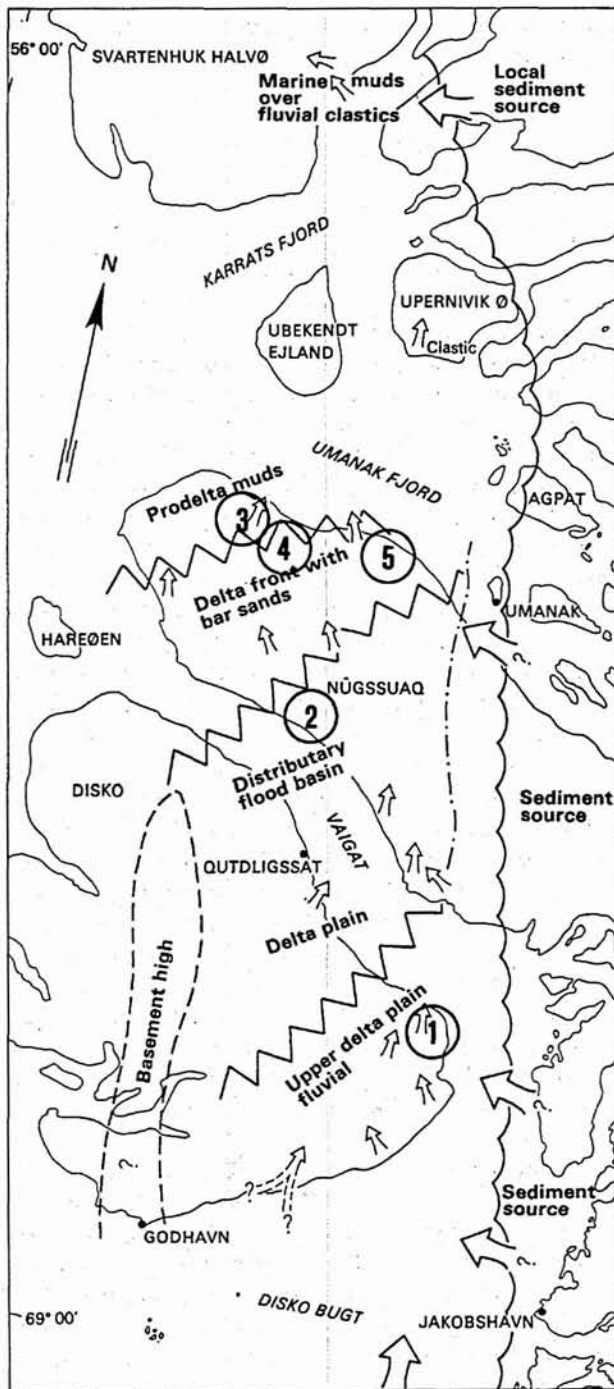 56° 00'
SVARTENHUK HALVØ
Marine muds
over
fluvial clastics
Local
sediment
source
N
KARRATS FJORD
UBEKENDT
EJLAND
UPERNIVIK Ø
Clastic
UMANAK FJORD
AGPAT
Prodelta muds
3
4
5
Delta front with
bar sands
UMANAK
?
HAREØEN
NÛGSSUAQ
2
Distributary
flood basin
DISKO
VAIGAT
Sediment
source
QUTDLIGSSAT
Delta plain
Basement high
1
Upper delta plain
fluvial
?
?
?
?
Sediment
source
GODHAVN
?
DISKO BUGT
69° 00'
JAKOBSHAVN